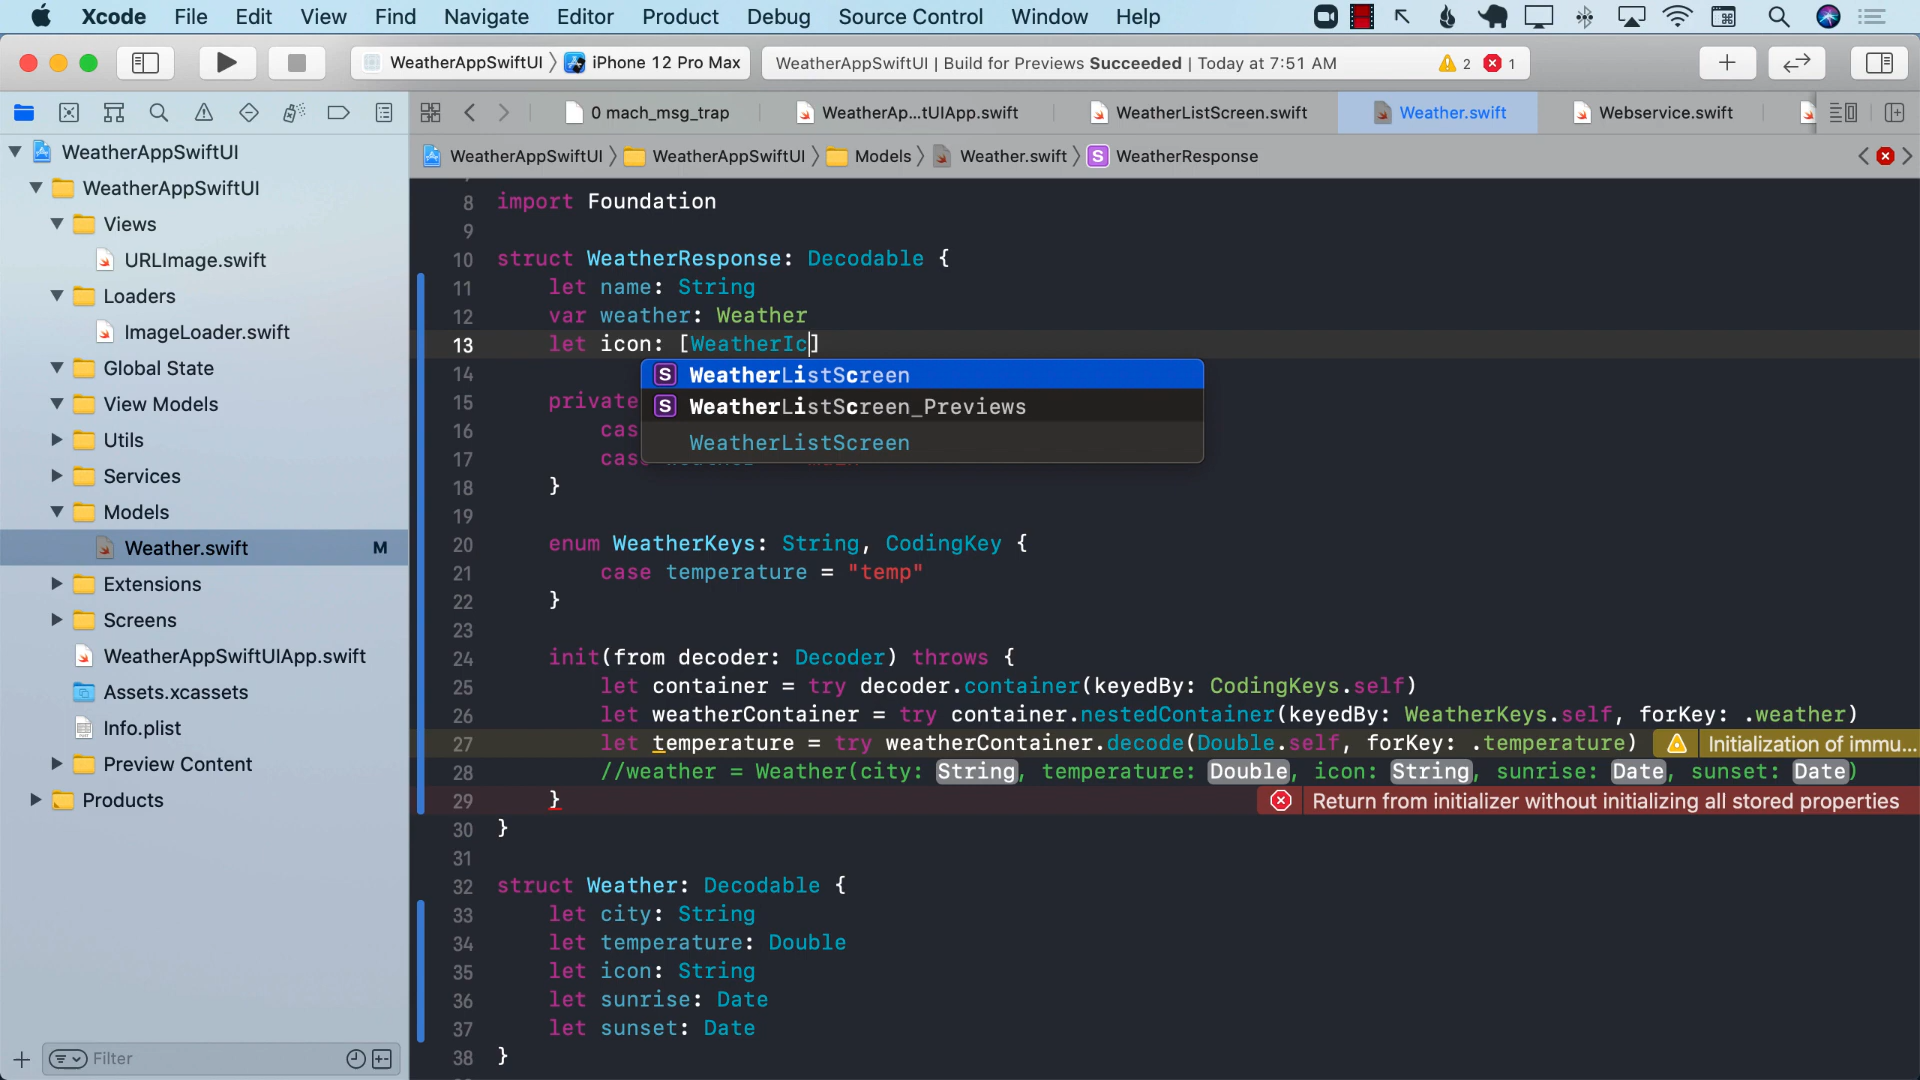 Xcode File Edit View Find Navigate Editor Product Debug Source Control Window Help
WeatherAppSwiftUI iPhone 12 Pro Max WeatherAppSwiftUI | Build for Previews Succeeded | Today at 7:51 AM 2 1
0 mach_msg_trap WeatherAp...tUIApp.swift WeatherListScreen.swift Weather.swift Webservice.swift
WeatherAppSwiftUI WeatherAppSwiftUI Models Weather.swift S WeatherResponse
WeatherAppSwiftUI
WeatherAppSwiftUI
Views
URLImage.swift
Loaders
ImageLoader.swift
Global State
View Models
Utils
Services
Models
Weather.swift M
Extensions
Screens
WeatherAppSwiftUIApp.swift
Assets.xcassets
Info.plist
Preview Content
Products
Filter
8 import Foundation
9
10 struct WeatherResponse: Decodable {
11 let name: String
12 var weather: Weather
13 let icon: [WeatherIc]
S WeatherListScreen
S WeatherListScreen_Previews
WeatherListScreen
14
15 private
16 cas
17 case
18 }
19
20 enum WeatherKeys: String, CodingKey {
21 case temperature = "temp"
22 }
23
24 init(from decoder: Decoder) throws {
25 let container = try decoder.container(keyedBy: CodingKeys.self)
26 let weatherContainer = try container.nestedContainer(keyedBy: WeatherKeys.self, forKey: .weather)
27 let temperature = try weatherContainer.decode(Double.self, forKey: .temperature) Initialization of immu...
28 //weather = Weather(city: String, temperature: Double, icon: String, sunrise: Date, sunset: Date)
29 } Return from initializer without initializing all stored properties
30 }
31
32 struct Weather: Decodable {
33 let city: String
34 let temperature: Double
35 let icon: String
36 let sunrise: Date
37 let sunset: Date
38 }